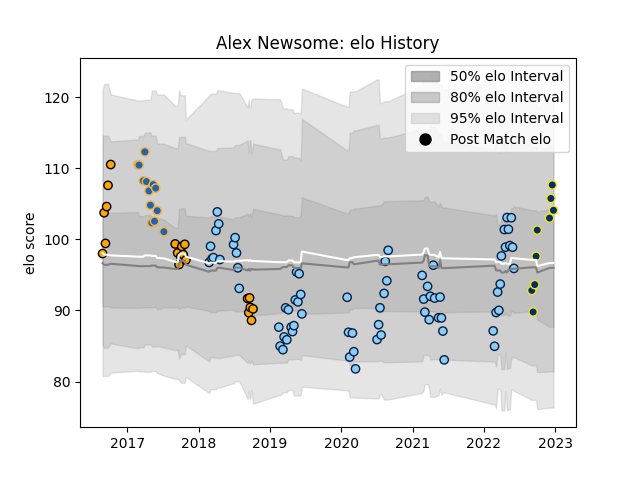 Alex Newsome: elo History
50% elo Interval
80% elo Interval
95% elo Interval
Post Match elo
elo score
120
110
100
90
80
2017 2018 2019 2020 2021 2022 2023